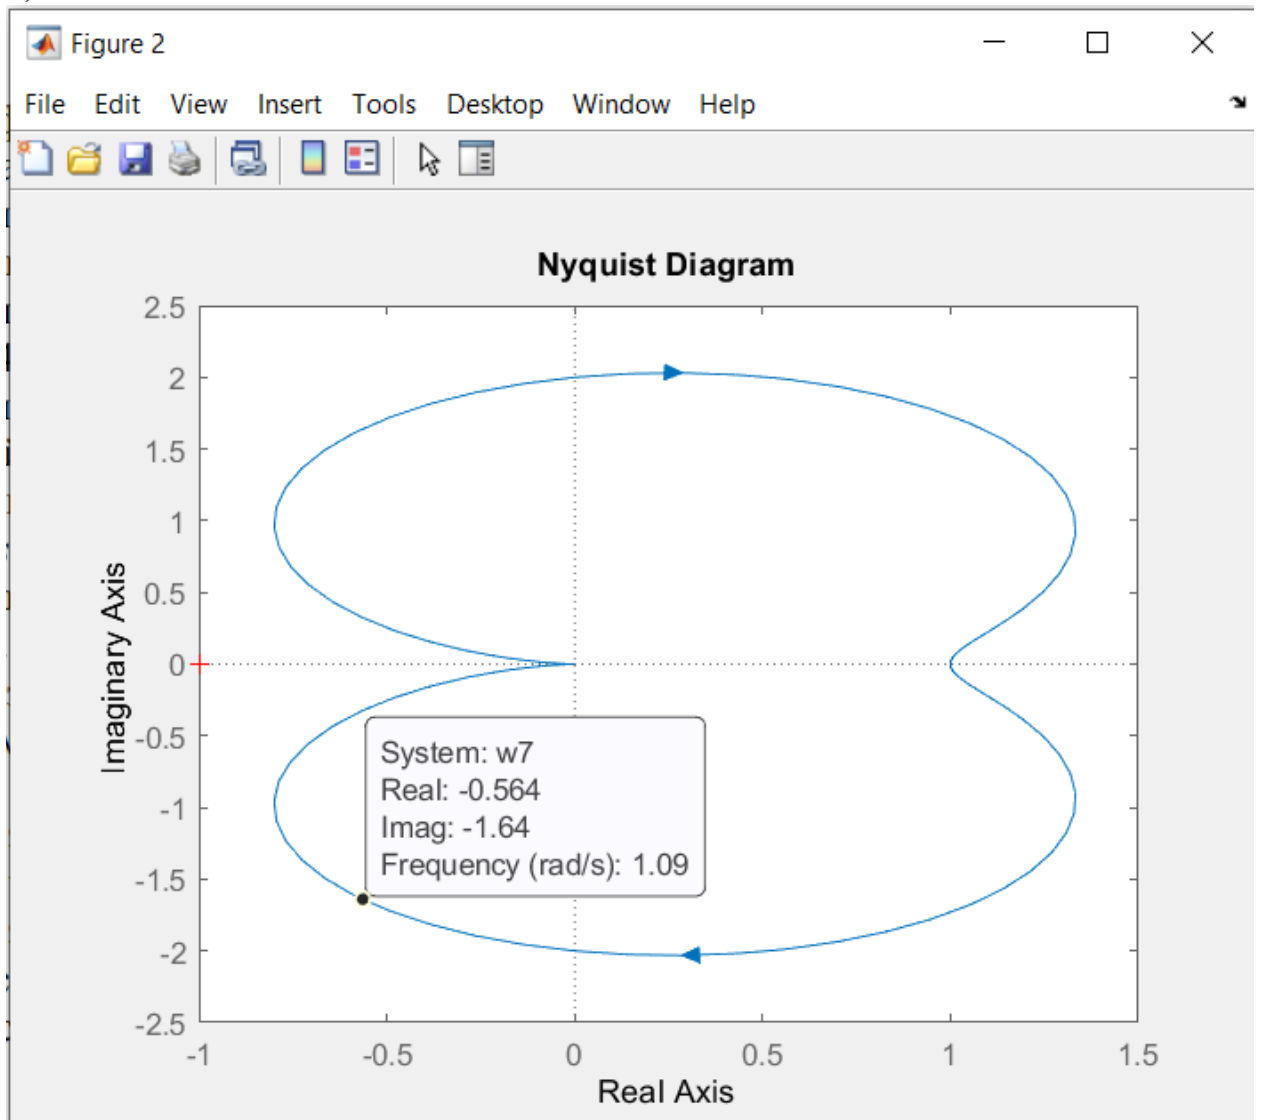 Figure 2
File Edit View Insert Tools Desktop Window Help
Nyquist Diagram
2.5
2
1.5
1
0.5
0
-0.5
-1
-1.5
-2
-2.5
Imaginary Axis
System: w7
Real: -0.564
Imag: -1.64
Frequency (rad/s): 1.09
-1 -0.5 0 0.5 1 1.5
Real Axis